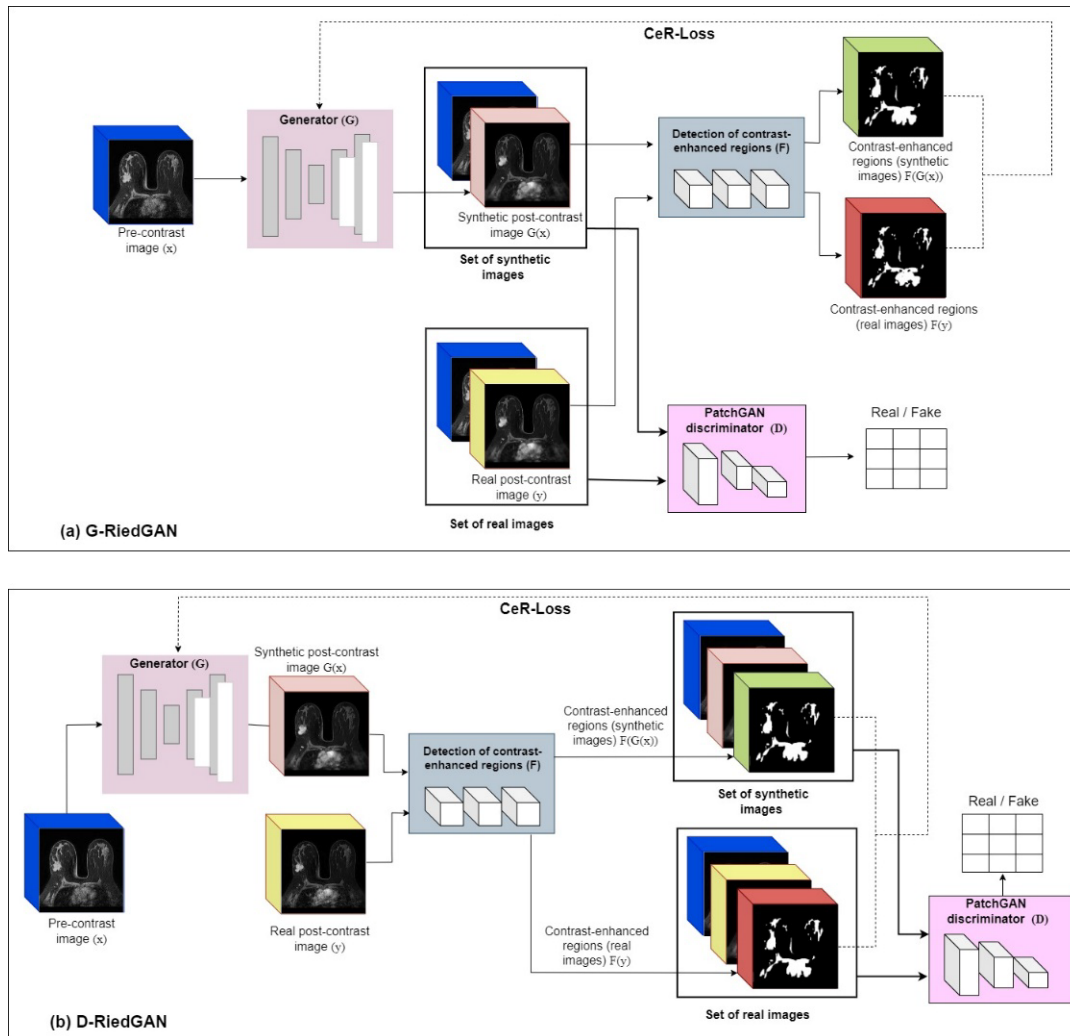 CeR-Loss
Generator (G)
Pre-contrast
image (x)
Synthetic post-contrast
image G(x)
Set of synthetic
images
Detection of contrast-
enhanced regions (F)
Contrast-enhanced
regions (synthetic
images) F(G(x))
Contrast-enhanced regions
(real images) F(y)
Real post-contrast
image (y)
Set of real images
PatchGAN
discriminator (D)
Real / Fake
(a) G-RiedGAN
CeR-Loss
Generator (G)
Synthetic post-contrast
image G(x)
Pre-contrast
image (x)
Real post-contrast
image (y)
Detection of contrast-
enhanced regions (F)
Contrast-enhanced
regions (synthetic
images) F(G(x))
Contrast-enhanced
regions (real
images) F(y)
Set of synthetic
images
Set of real images
Real / Fake
PatchGAN
discriminator (D)
(b) D-RiedGAN